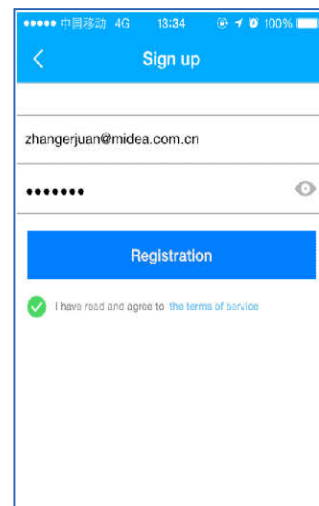 ●●●●● 中国移动 4G 13:34 100%
Sign up
zhangerjuan@midea.com.cn
●●●●●●●
Registration
I have read and agree to the terms of service